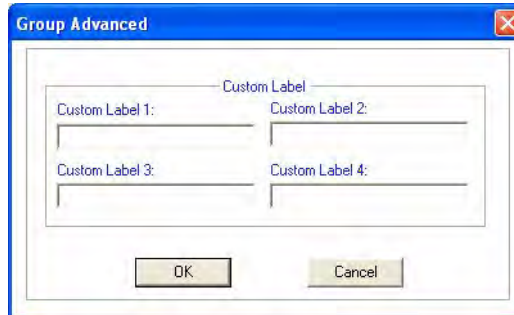 Group Advanced
Custom Label
Custom Label 1: Custom Label 2:
Custom Label 3: Custom Label 4:
OK Cancel